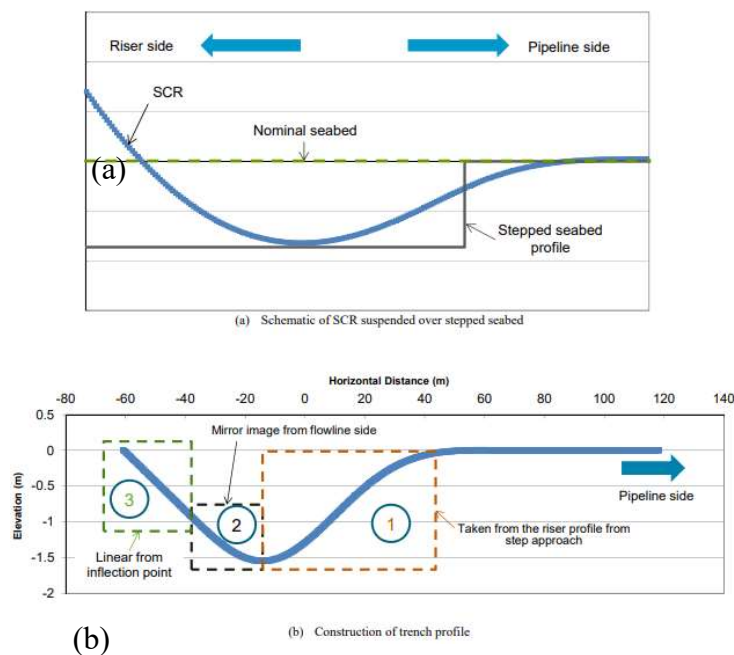 Riser side
Pipeline side
SCR
Nominal seabed
(a)
Stepped seabed
profile
(a) Schematic of SCR suspended over stepped seabed
Horizontal Distance (m)
-80 -60 -40 -20 0 20 40 60 80 100 120 140
0.5
0
-0.5
-1
-1.5
-2
Elevation (m)
Mirror image from flowline side
3
2
1
Pipeline side
Linear from
inflection point
Taken from the riser profile from
step approach
(b)
(b) Construction of trench profile